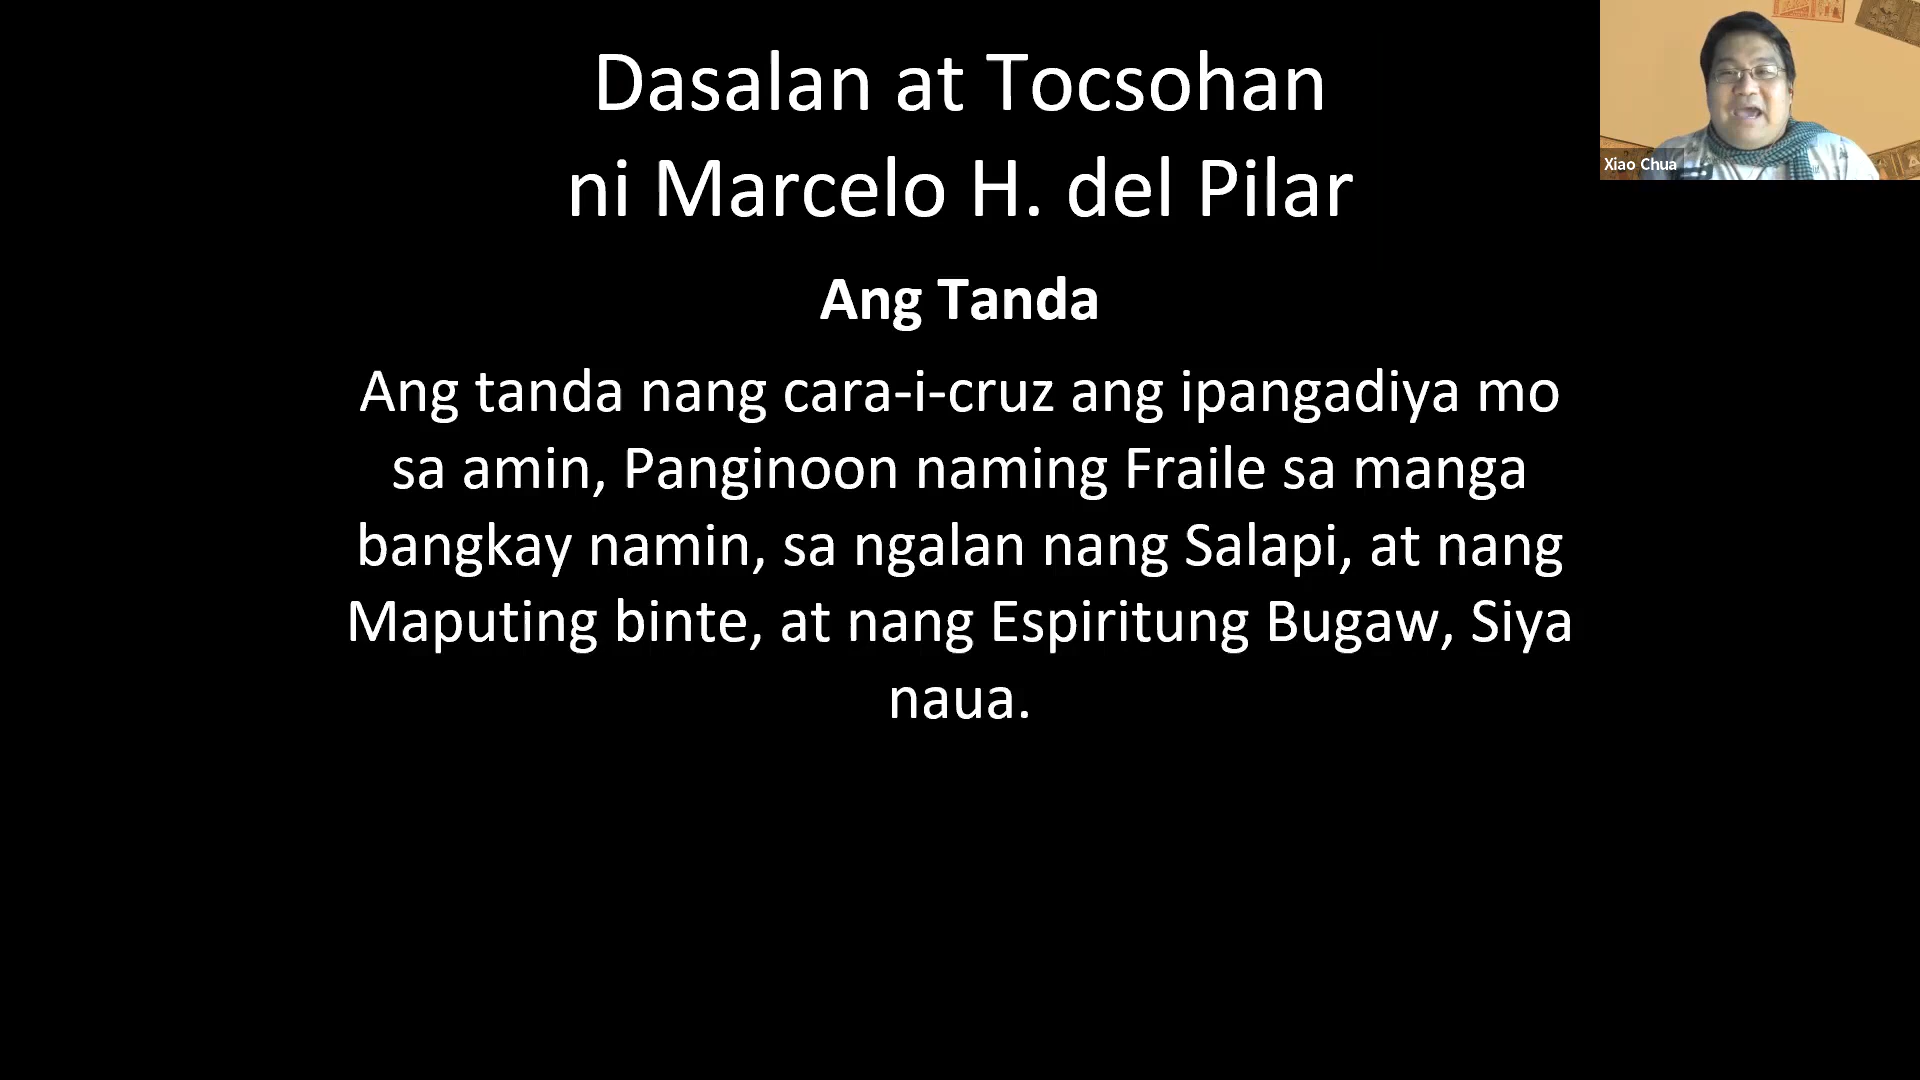 Dasalan at Tocsohan
ni Marcelo H. del Pilar
Ang Tanda
Ang tanda nang cara-i-cruz ang ipangadiya mo
sa amin, Panginoon naming Fraile sa manga
bangkay namin, sa ngalan nang Salapi, at nang
Maputing binte, at nang Espiritung Bugaw, Siya
naua.
Xiao Chua